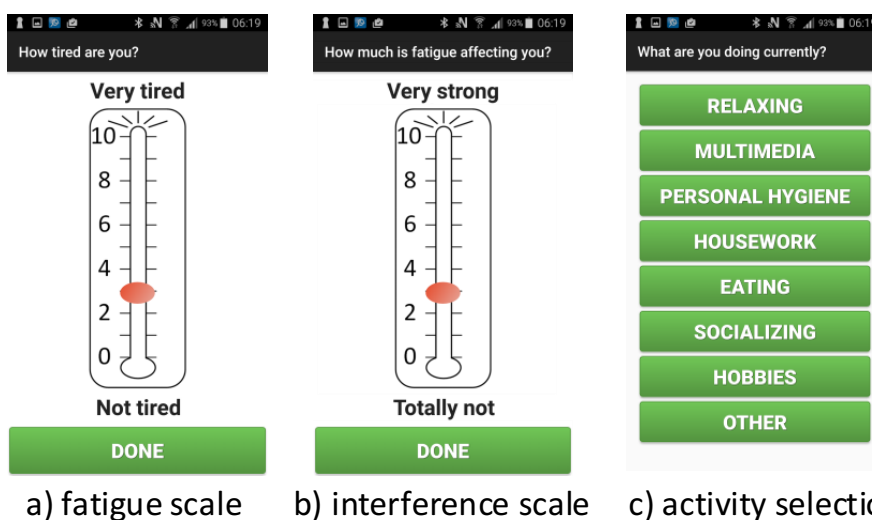 93% 06:19
How tired are you?
Very tired
10
8
6
4
2
0
Not tired
DONE
a) fatigue scale
93% 06:19
How much is fatigue affecting you?
Very strong
10
8
6
4
2
0
Totally not
DONE
b) interference scale
93% 06:19
What are you doing currently?
RELAXING
MULTIMEDIA
PERSONAL HYGIENE
HOUSEWORK
EATING
SOCIALIZING
HOBBIES
OTHER
c) activity selectio